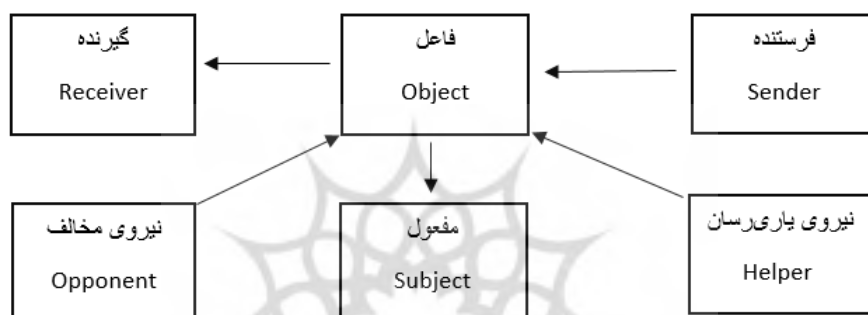 فرستنده
Sender
فاعل
Object
گیرنده
Receiver
نیروی یاری‌رسان
Helper
مفعول
Subject
نیروی مخالف
Opponent